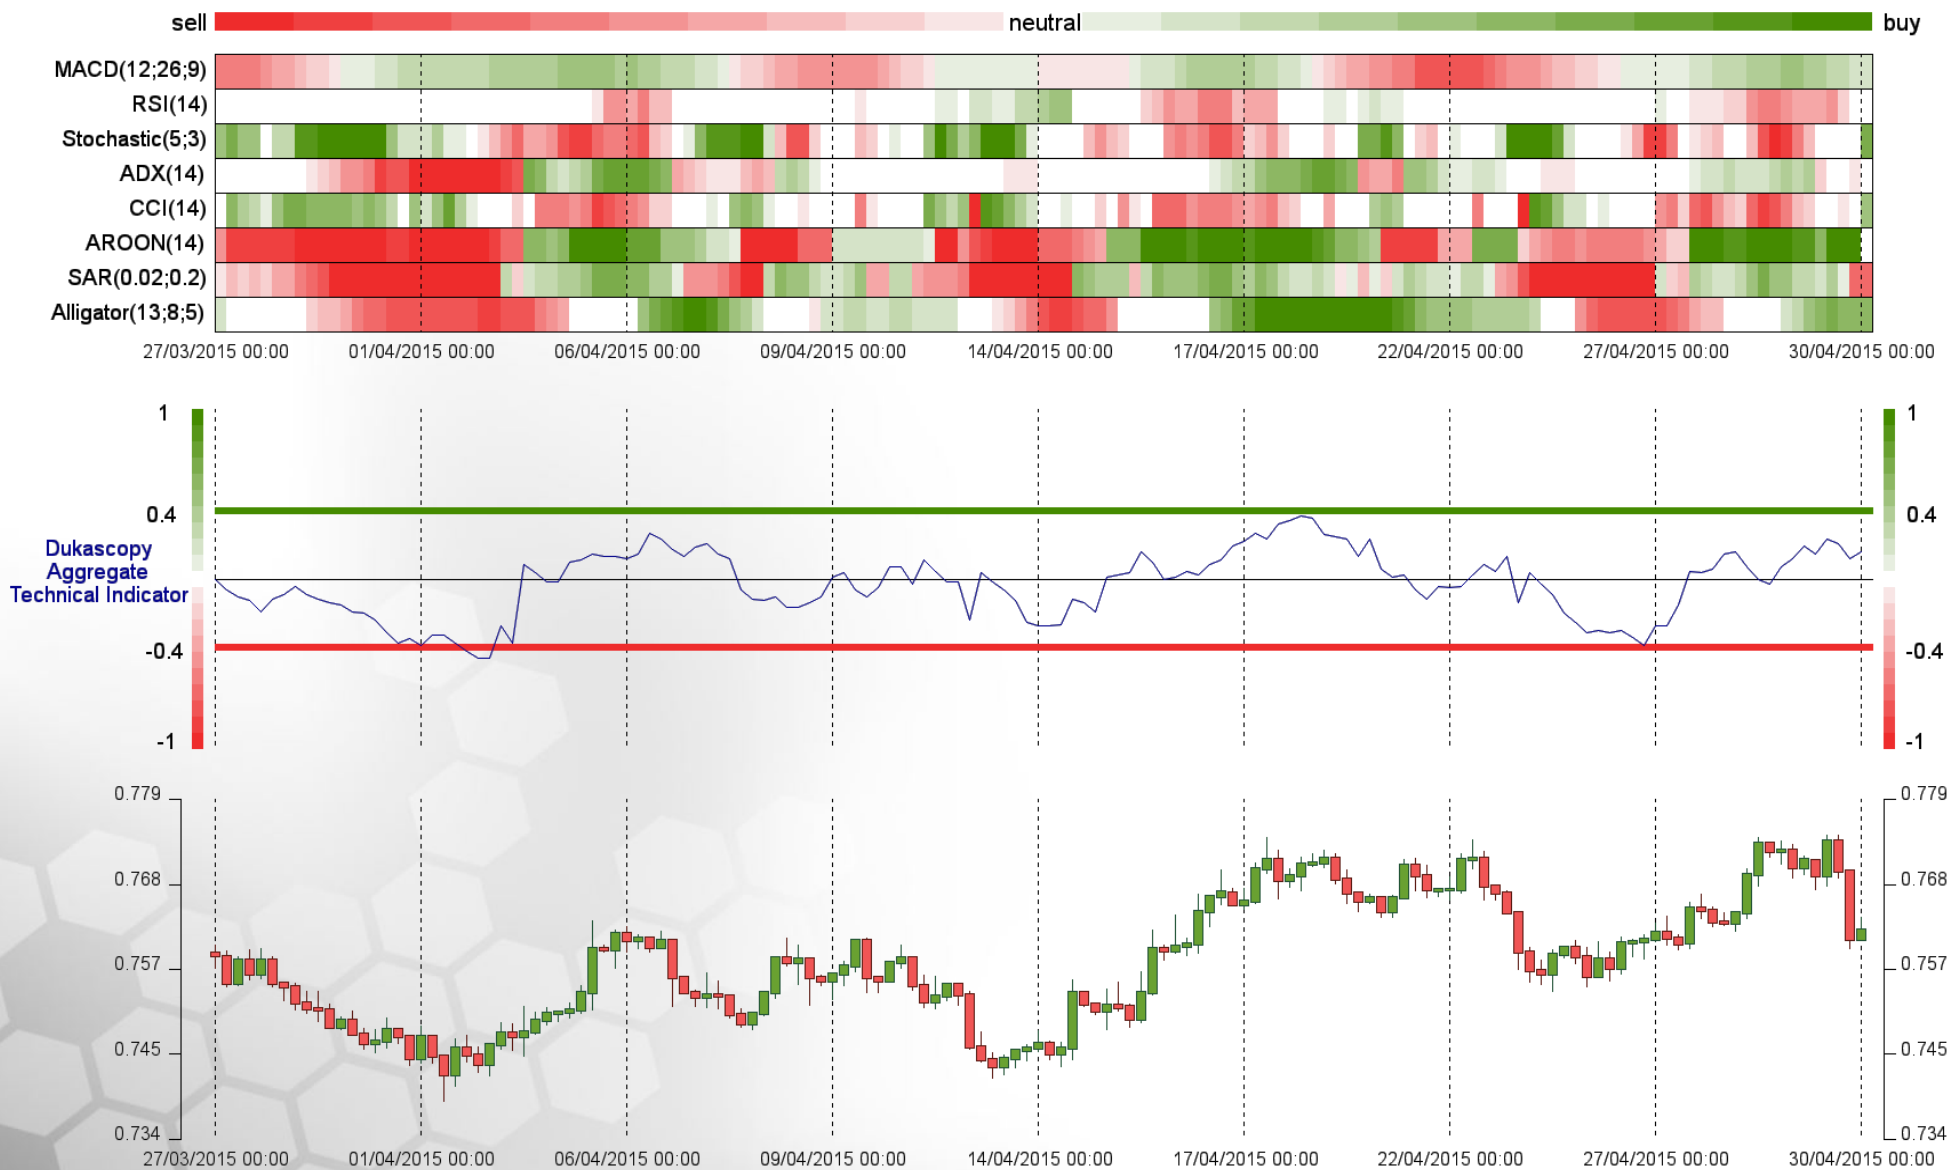 sell neutral buy
MACD(12;26;9)
RSI(14)
Stochastic(5;3)
ADX(14)
CCI(14)
AROON(14)
SAR(0.02;0.2)
Alligator(13;8;5)
27/03/2015 00:00 01/04/2015 00:00 06/04/2015 00:00 09/04/2015 00:00 14/04/2015 00:00 17/04/2015 00:00 22/04/2015 00:00 27/04/2015 00:00 30/04/2015 00:00
1 1
0.4 0.4
Dukascopy
Aggregate
Technical Indicator
-0.4 -0.4
-1 -1
0.779 0.779
0.768 0.768
0.757 0.757
0.745 0.745
0.734 0.734
27/03/2015 00:00 01/04/2015 00:00 06/04/2015 00:00 09/04/2015 00:00 14/04/2015 00:00 17/04/2015 00:00 22/04/2015 00:00 27/04/2015 00:00 30/04/2015 00:00